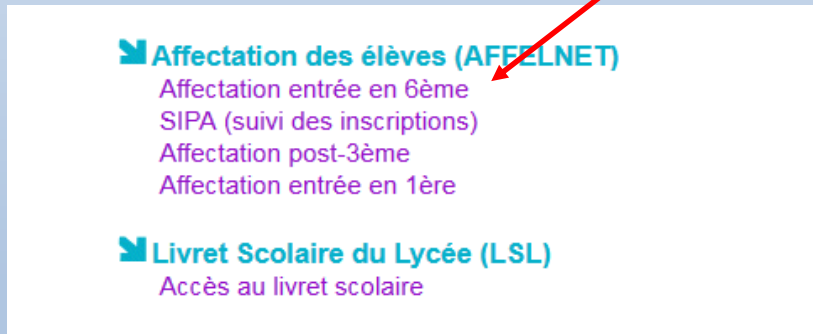 Affectation des élèves (AFFELNET)
Affectation entrée en 6ème
SIPA (suivi des inscriptions)
Affectation post-3ème
Affectation entrée en 1ère
Livret Scolaire du Lycée (LSL)
Accès au livret scolaire